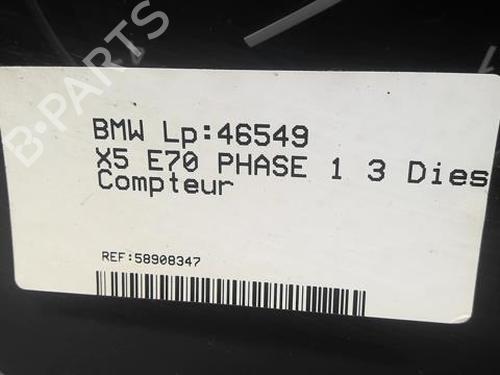 B-PARTS
BMW Lp:46549
X5 E70 PHASE 1 3 Dies
Compteur
REF:58908347